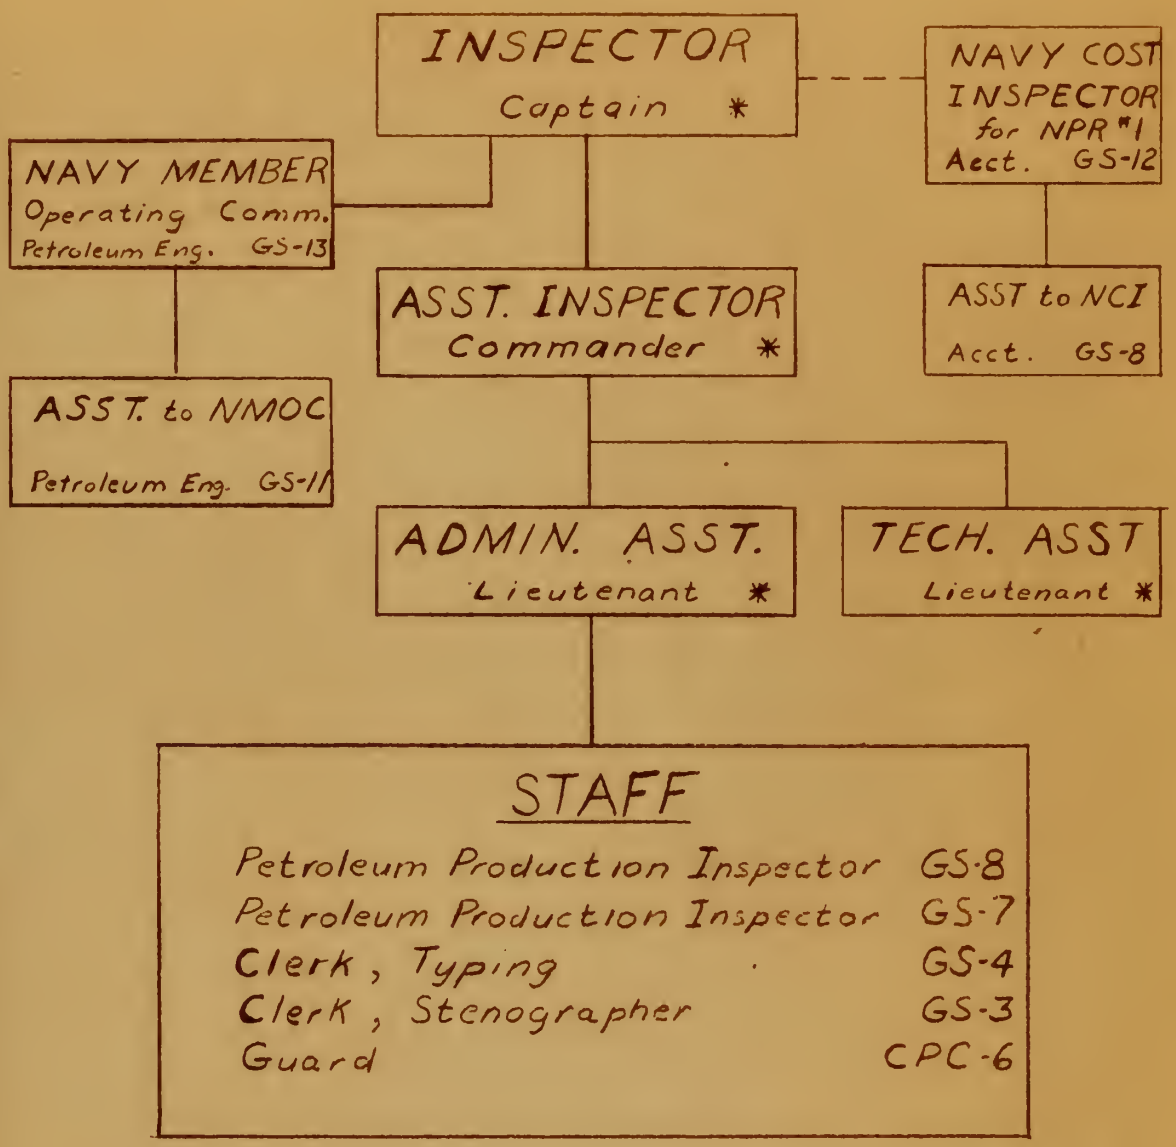 INSPECTOR
Captain *
NAVY COST
INSPECTOR
for NPR #1
Acct. GS-12
NAVY MEMBER
Operating Comm.
Petroleum Eng. GS-13
ASST. INSPECTOR
Commander *
ASST to NCI
Acct. GS-8
ASST. to NMOC
Petroleum Eng. GS-11
ADMIN. ASST.
Lieutenant *
TECH. ASST
Lieutenant *
STAFF
Petroleum Production Inspector GS-8
Petroleum Production Inspector GS-7
Clerk, Typing GS-4
Clerk, Stenographer GS-3
Guard CPC-6